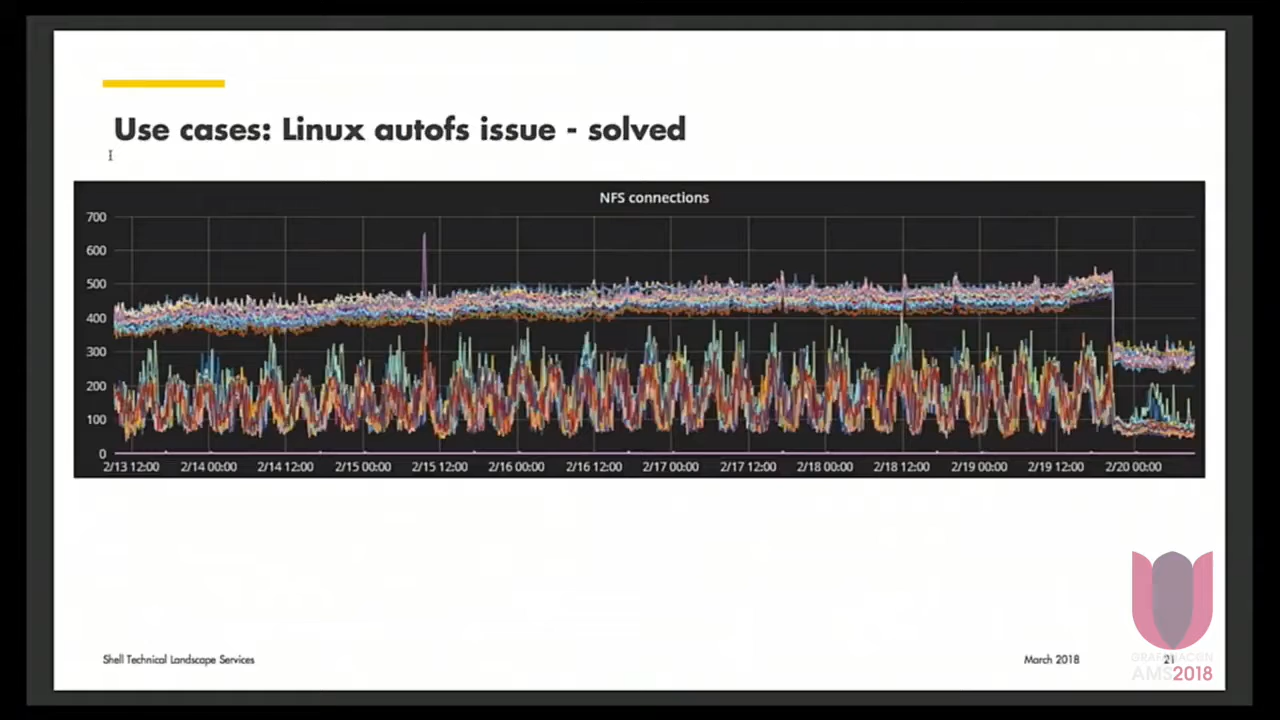 Use cases: Linux autofs issue - solved
NFS connections
700
600
500
400
300
200
100
0
2/13 12:00 2/14 00:00 2/14 12:00 2/15 00:00 2/15 12:00 2/16 00:00 2/16 12:00 2/17 00:00 2/17 12:00 2/18 00:00 2/18 12:00 2/19 00:00 2/19 12:00 2/20 00:00
Shell Technical Landscape Services
March 2018
21
AMS2018